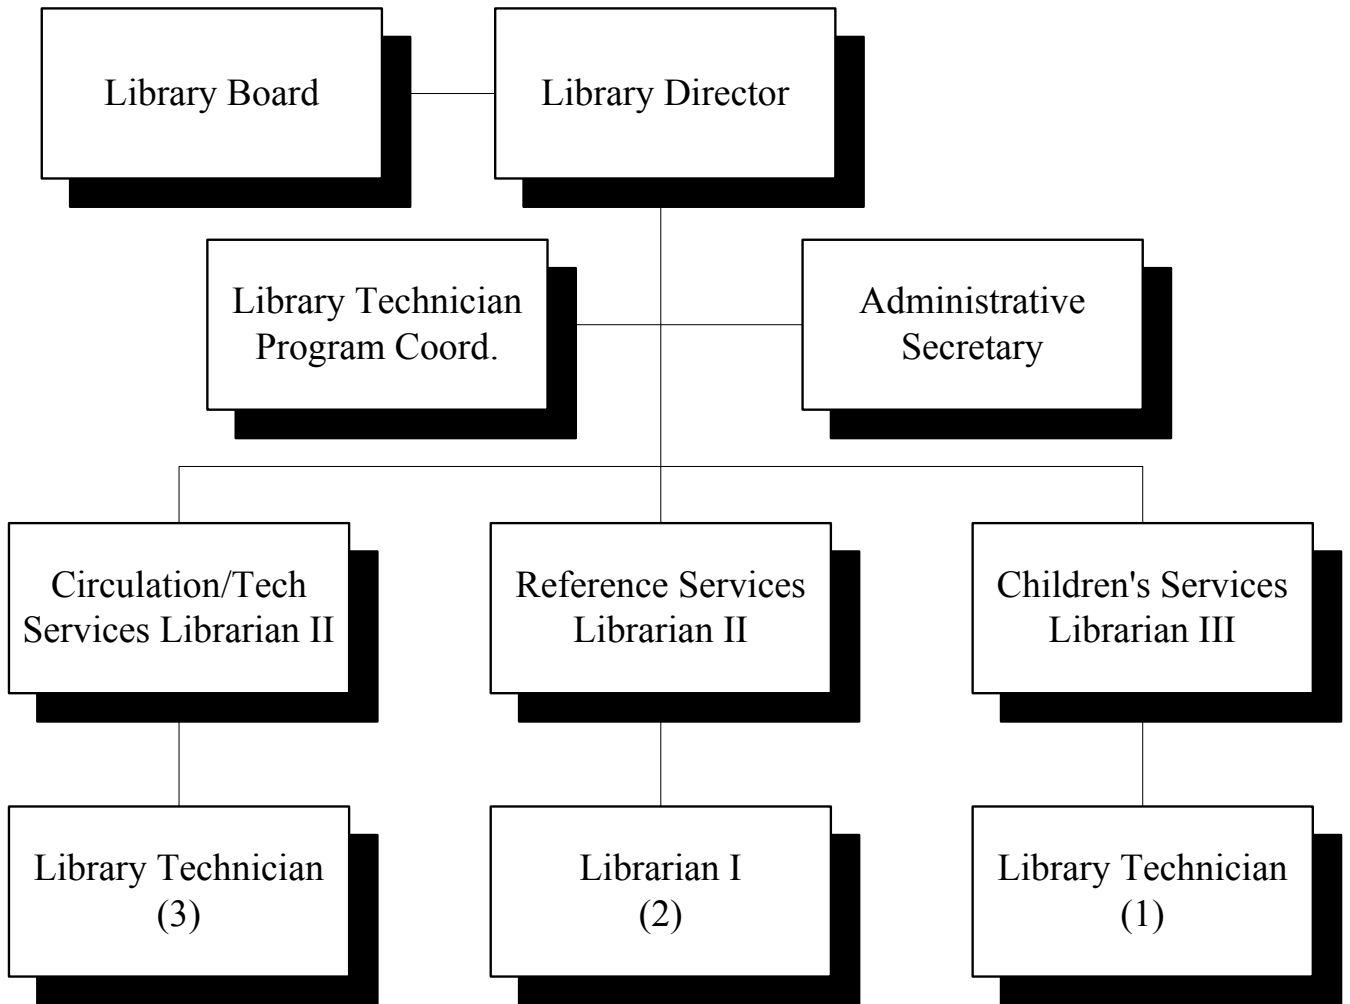 Library Board
Library Director
Library Technician
Program Coord.
Administrative
Secretary
Circulation/Tech
Services Librarian II
Reference Services
Librarian II
Children's Services
Librarian III
Library Technician
(3)
Librarian I
(2)
Library Technician
(1)